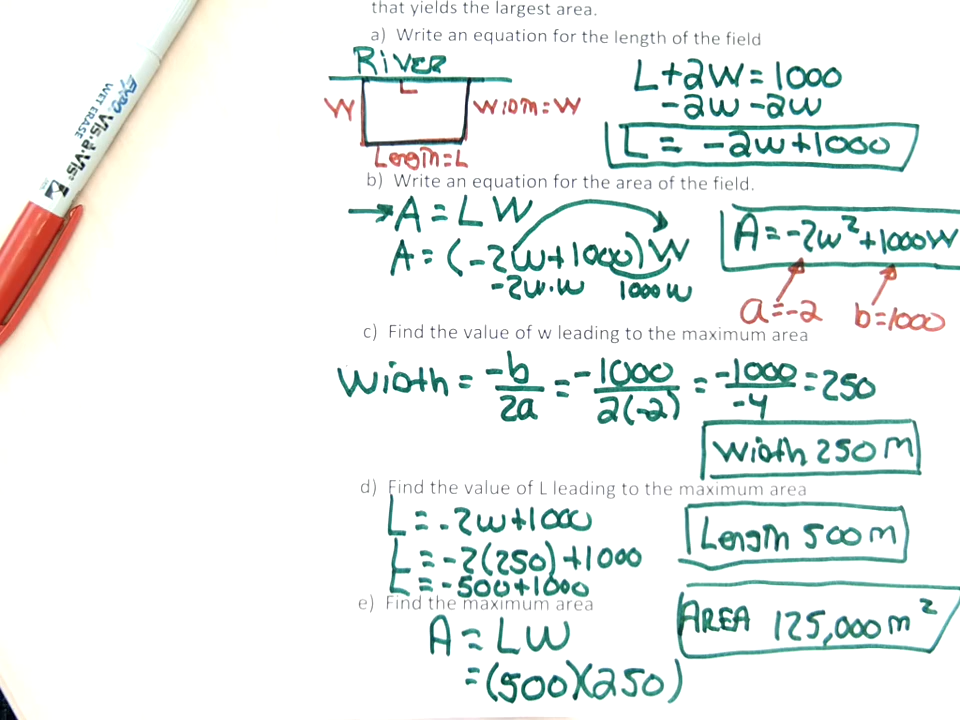 that yields the largest area.
a) Write an equation for the length of the field
RIVER
L
W
WIDTH=W
Length=L
L+2W=1000
-2w -2w
L = -2w+1000
b) Write an equation for the area of the field.
→A=LW
A=(-2w+1000)W
-2w·w 1000w
A=-2w²+1000W
a=-2 b=1000
c) Find the value of w leading to the maximum area
Width = -b/2a = -1000/2(-2) = -1000/-4 = 250
Width 250 m
d) Find the value of L leading to the maximum area
L=-2w+1000
L=-2(250)+1000
L=-500+1000
Length 500 m
e) Find the maximum area
A=LW
=(500)(250)
AREA 125,000 m²
EXPO Vis.à.Vis
WET ERASE